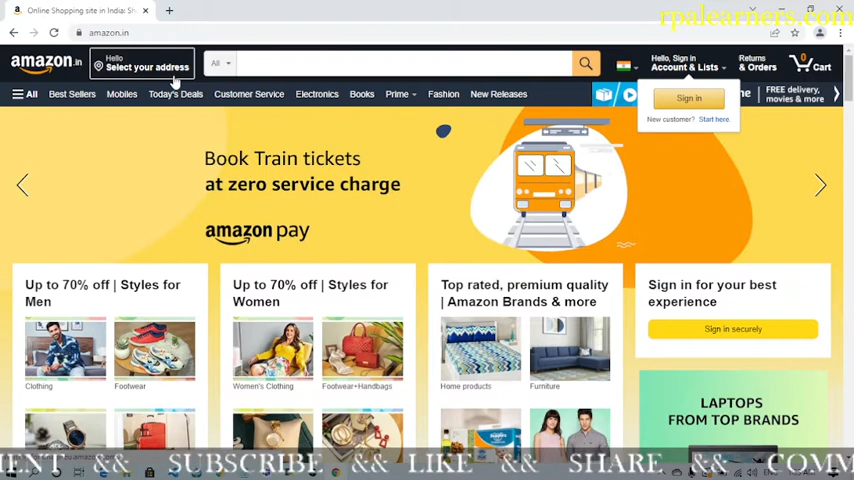 Online Shopping site in India: Sh
rpalearners.com
amazon.in
amazon.in
Hello
Select your address
All
Hello, Sign in
Account & Lists
Returns
& Orders
0
Cart
All
Best Sellers
Mobiles
Today's Deals
Customer Service
Electronics
Books
Prime
Fashion
New Releases
FREE delivery,
movies & more
Sign in
New customer? Start here.
Book Train tickets
at zero service charge
amazon pay
Up to 70% off | Styles for
Men
Clothing
Footwear
Up to 70% off | Styles for
Women
Women's Clothing
Footwear+Handbags
Top rated, premium quality
| Amazon Brands & more
Home products
Furniture
Sign in for your best
experience
Sign in securely
LAPTOPS
FROM TOP BRANDS
&& SUBSCRIBE && LIKE && SHARE && COMM